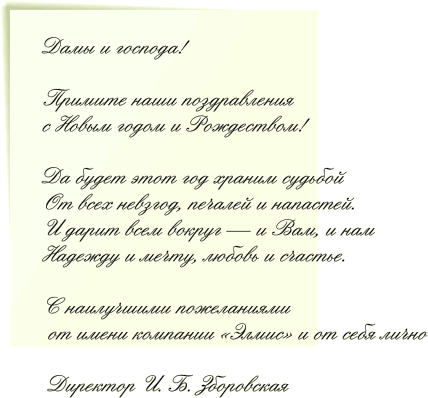 Дамы и господа!
Примите наши поздравления
с Новым годом и Рождеством!
Да будет этот год храним судьбой
От всех невзгод, печалей и напастей.
И дарит всем вокруг — и Вам, и нам
Надежду и мечту, любовь и счастье.
С наилучшими пожеланиями
от имени компании «Элмис» и от себя лично
Директор И. Б. Зборовская